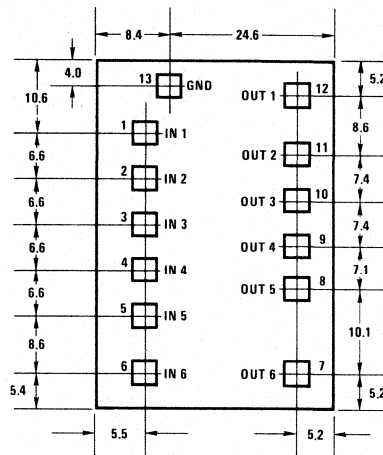 8.4 24.6
4.0
13 GND
5.2
10.6
OUT 1 12
1 IN 1
8.6
6.6
OUT 2 11
2 IN 2
7.4
6.6
OUT 3 10
3 IN 3
7.4
6.6
OUT 4 9
4 IN 4
7.1
6.6
OUT 5 8
5 IN 5
10.1
8.6
6 IN 6
OUT 6 7
5.4
5.2
5.5 5.2